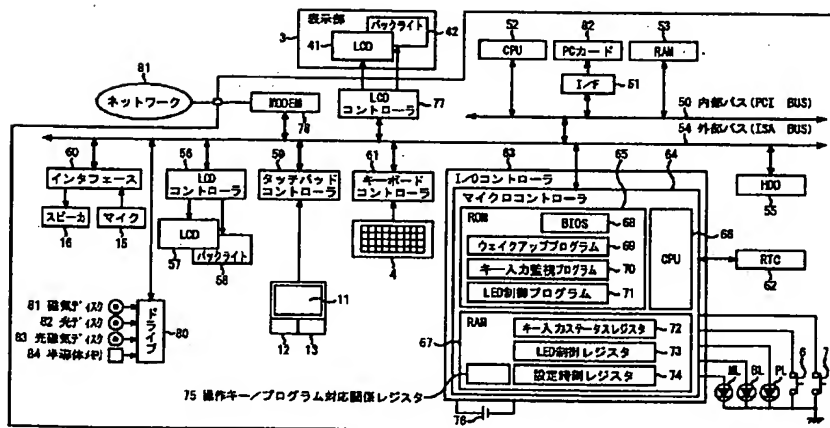 3
表示部
バックライト
41
LCD
42
52
CPU
82
PCカード
53
RAM
I/F
51
81
ネットワーク
MODEM
78
LCD
コントローラ
77
50 内部バス(PCI BUS)
54 外部バス(ISA BUS)
60
インタフェース
56
LCD
コントローラ
59
タッチパッド
コントローラ
61
キーボード
コントローラ
63
I/Oコントローラ
65
64
マイクロコントローラ
HDD
55
スピーカ
16
マイク
15
LCD
57
バックライト
58
4
ROM
BIOS
68
ウェイクアッププログラム
69
キー入力監視プログラム
70
LED制御プログラム
71
CPU
66
RTC
62
11
12
13
81 磁気ディスク
82 光ディスク
83 光磁気ディスク
84 半導体メモリ
ドライブ
80
67
RAM
キー入力ステータスレジスタ
72
LED制御レジスタ
73
設定時刻レジスタ
74
75 操作キー/プログラム対応関係レジスタ
76
ML
BL
PL
6
7